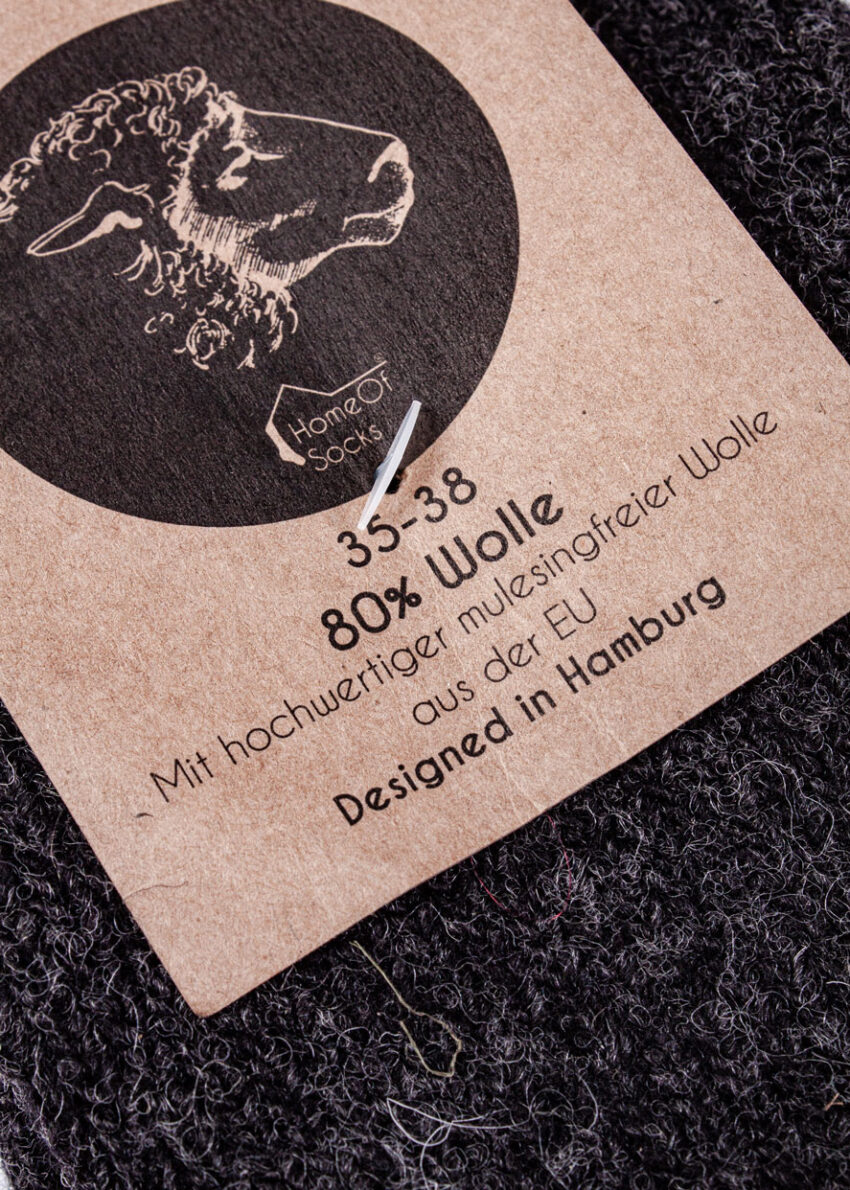 HomeOf®
Socks
35-38
80% Wolle
Mit hochwertiger mulesingfreier Wolle
aus der EU
Designed in Hamburg